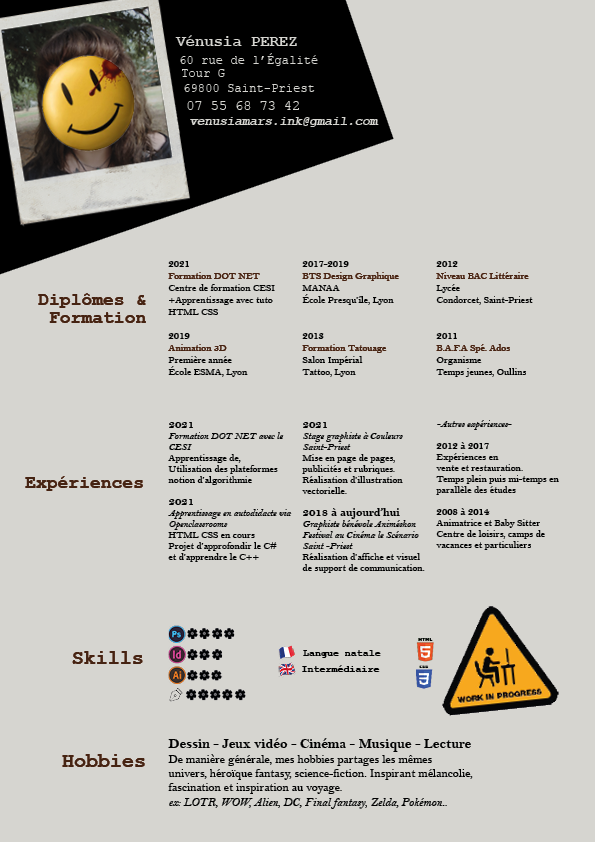 Vénusia PEREZ
60 rue de l'Égalité
Tour G
69800 Saint-Priest
07 55 68 73 42
venusiamars.ink@gmail.com
Diplômes &
Formation
2021
Formation DOT NET
Centre de formation CESI
+Apprentissage avec tuto
HTML CSS
2017-2019
BTS Design Graphique
MANAA
École Presqu'île, Lyon
2012
Niveau BAC Littéraire
Lycée
Condorcet, Saint-Priest
2019
Animation 3D
Première année
École ESMA, Lyon
2018
Formation Tatouage
Salon Impérial
Tattoo, Lyon
2011
B.A.F.A Spé. Ados
Organisme
Temps jeunes, Oullins
Expériences
2021
Formation DOT NET avec le
CESI
Apprentissage de,
Utilisation des plateformes
notion d'algorithmie
2021
Apprentissage en autodidacte via
Openclassrooms
HTML CSS en cours
Projet d'approfondir le C#
et d'apprendre le C++
2021
Stage graphiste à Couleurs
Saint-Priest
Mise en page de pages,
publicités et rubriques.
Réalisation d'illustration
vectorielle.
2018 à aujourd'hui
Graphiste bénévole Animéshon
Festival au Cinéma le Scénario
Saint -Priest
Réalisation d'affiche et visuel
de support de communication.
-Autres expériences-
2012 à 2017
Expériences en
vente et restauration.
Temps plein puis mi-temps en
parallèle des études
2008 à 2014
Animatrice et Baby Sitter
Centre de loisirs, camps de
vacances et particuliers
Skills
Ps
Id
Ai
Langue natale
Intermédiaire
HTML
5
CSS
3
WORK IN PROGRESS
Hobbies
Dessin - Jeux vidéo - Cinéma - Musique - Lecture
De manière générale, mes hobbies partages les mêmes
univers, héroïque fantasy, science-fiction. Inspirant mélancolie,
fascination et inspiration au voyage.
ex: LOTR, WOW, Alien, DC, Final fantasy, Zelda, Pokémon..